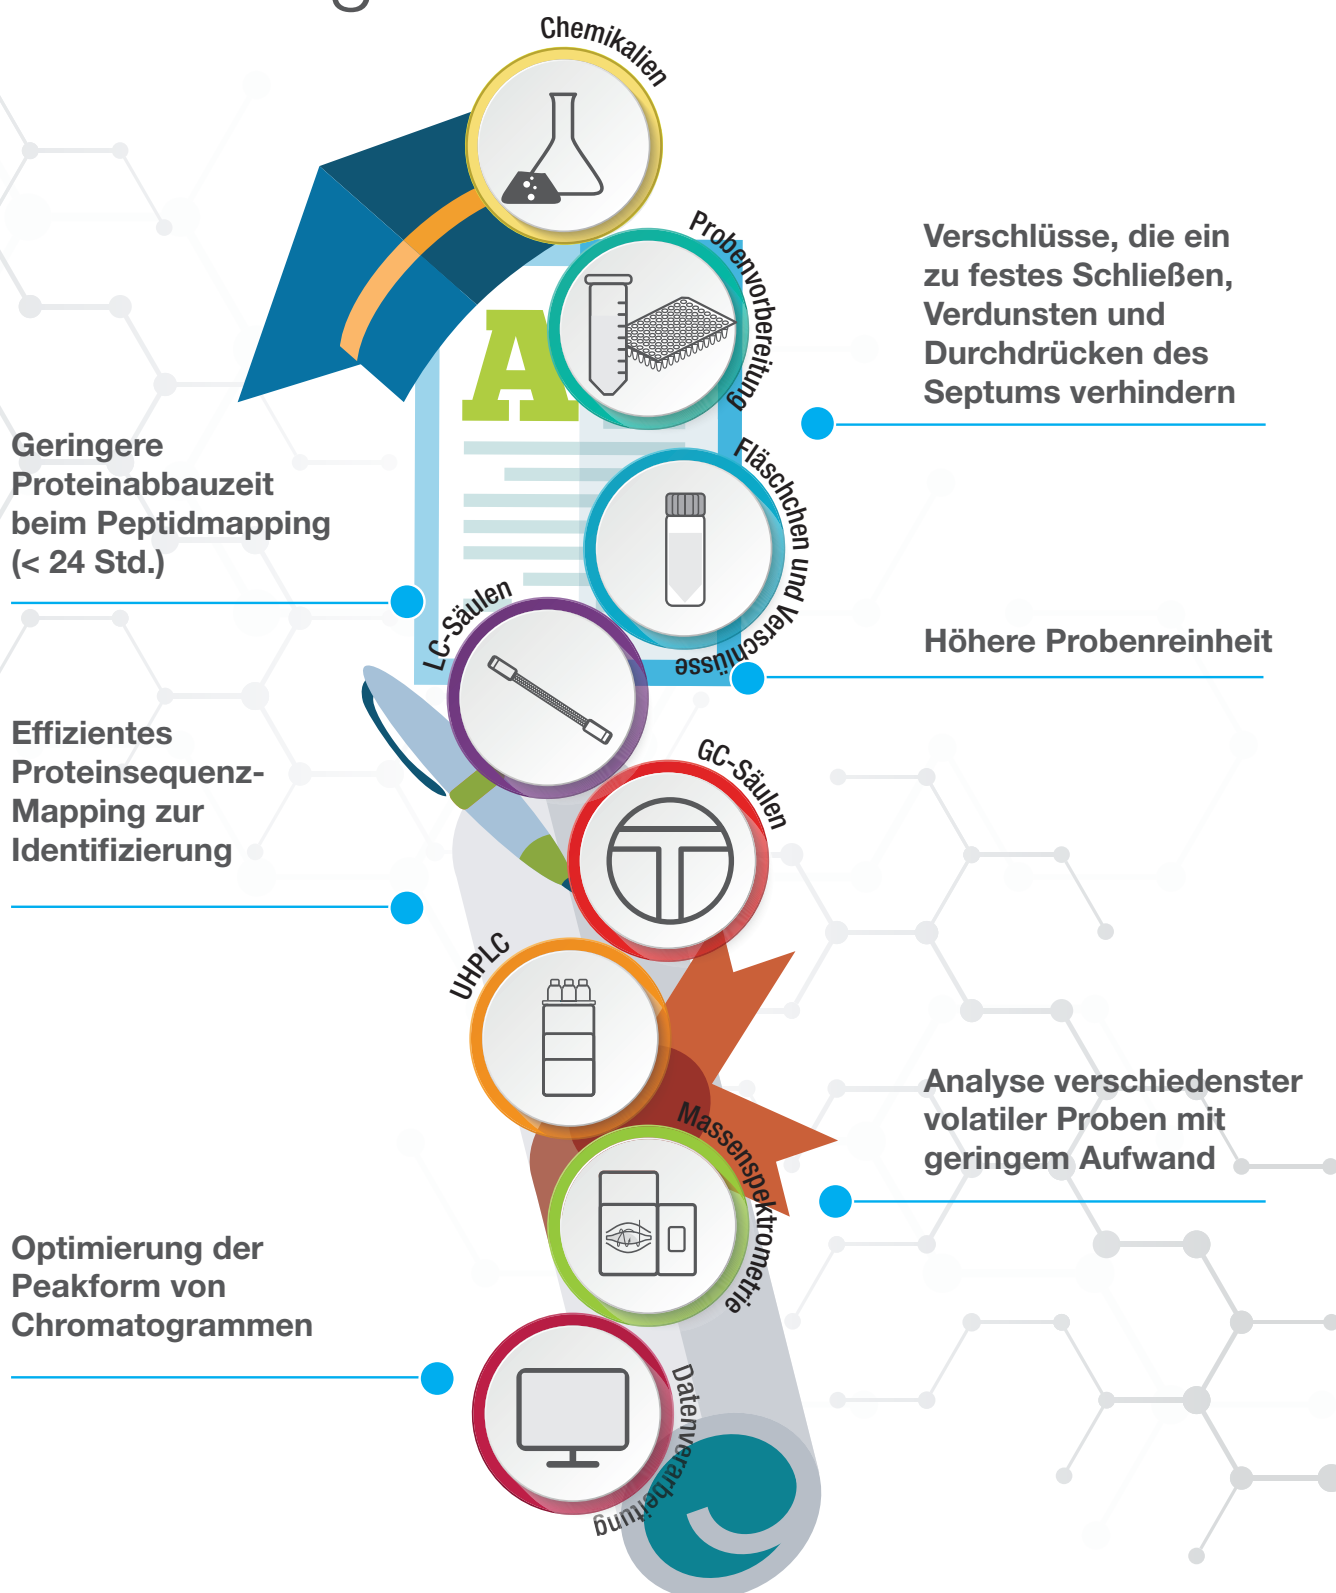 g
Chemikalien
Probenvorbereitung
Verschlüsse, die ein
zu festes Schließen,
Verdunsten und
Durchdrücken des
Septums verhindern
A
Geringere
Proteinabbauzeit
beim Peptidmapping
(< 24 Std.)
Fläschchen und Verschlüsse
LC-Säulen
Höhere Probenreinheit
Effizientes
Proteinsequenz-
Mapping zur
Identifizierung
GC-Säulen
UHPLC
Analyse verschiedenster
volatiler Proben mit
geringem Aufwand
Massenspektrometrie
Optimierung der
Peakform von
Chromatogrammen
Datenverarbeitung